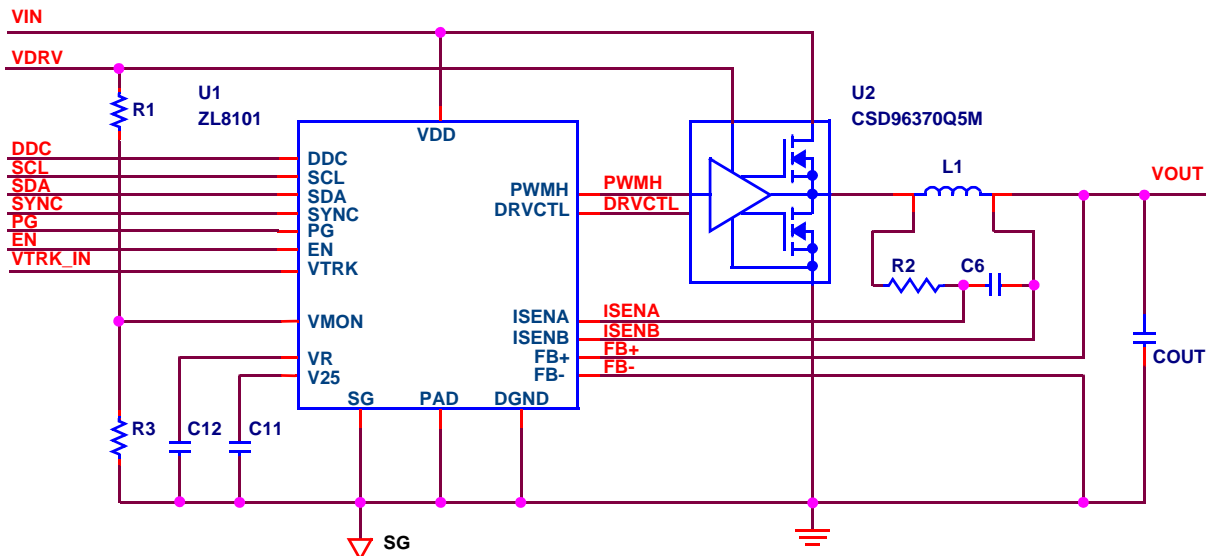 VIN
VDRV
U1
ZL8101
U2
CSD96370Q5M
R1
VDD
DDC
SCL
SDA
SYNC
PG
EN
VTRK_IN
DDC
SCL
SDA
SYNC
PG
EN
VTRK
PWMH
DRVCTL
PWMH
DRVCTL
L1
VOUT
R2
C6
VMON
VR
V25
ISENA
ISENB
FB+
FB-
ISENA
ISENB
FB+
FB-
COUT
SG
PAD
DGND
R3
C12
C11
SG